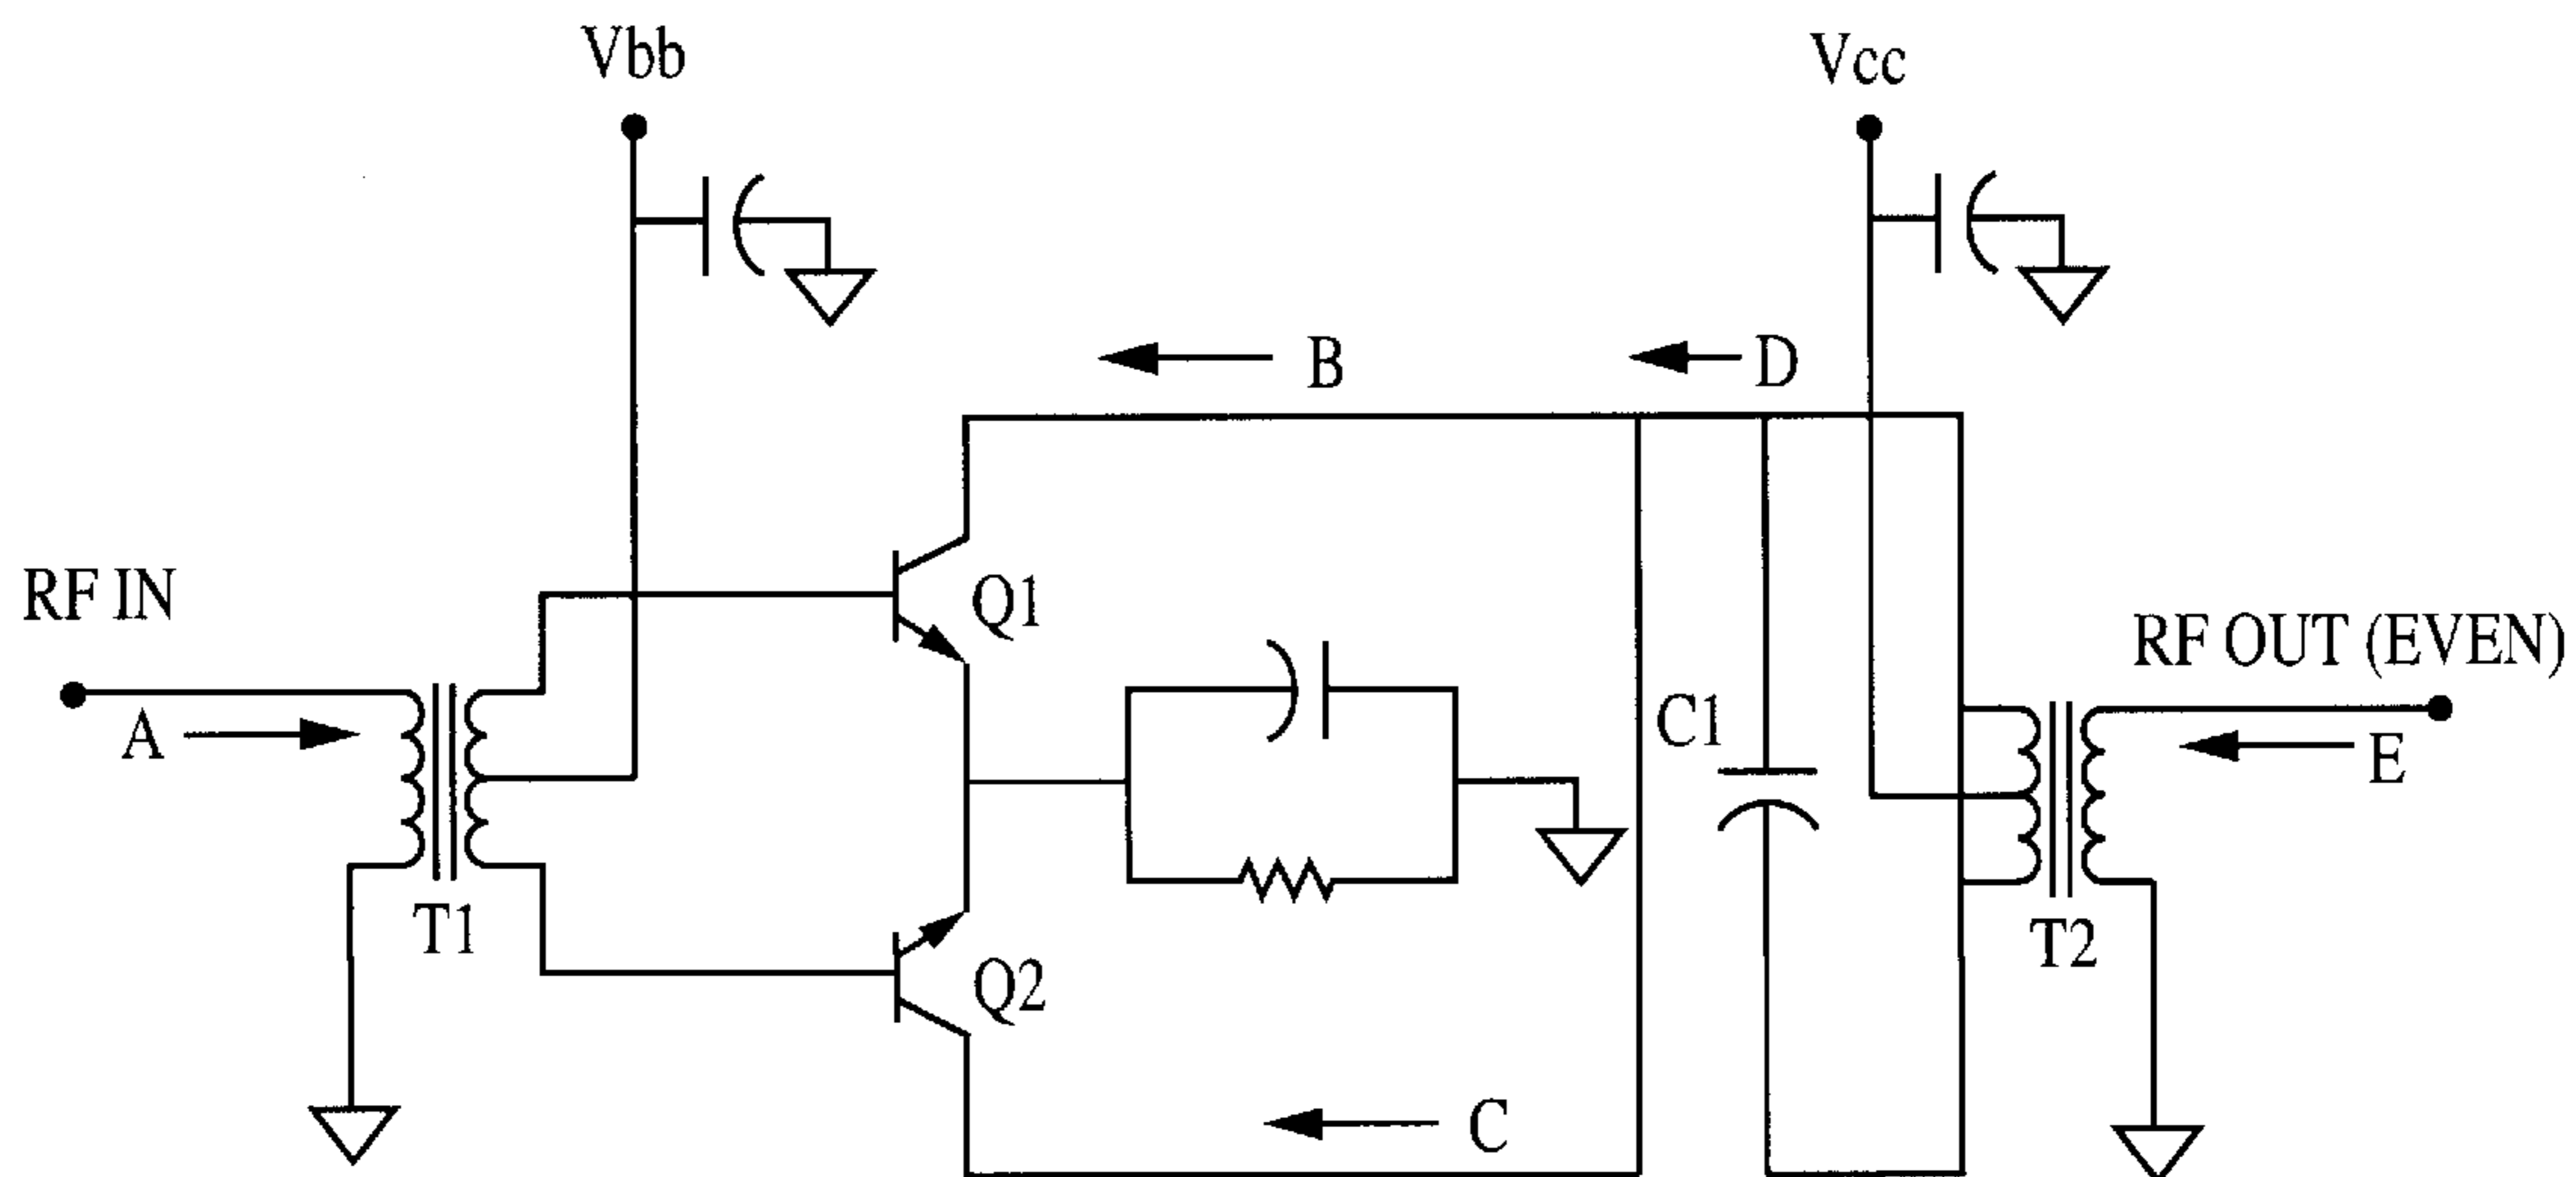 Vbb
Vcc
B
D
RF IN
Q1
RF OUT (EVEN)
A
C1
E
T1
T2
Q2
C